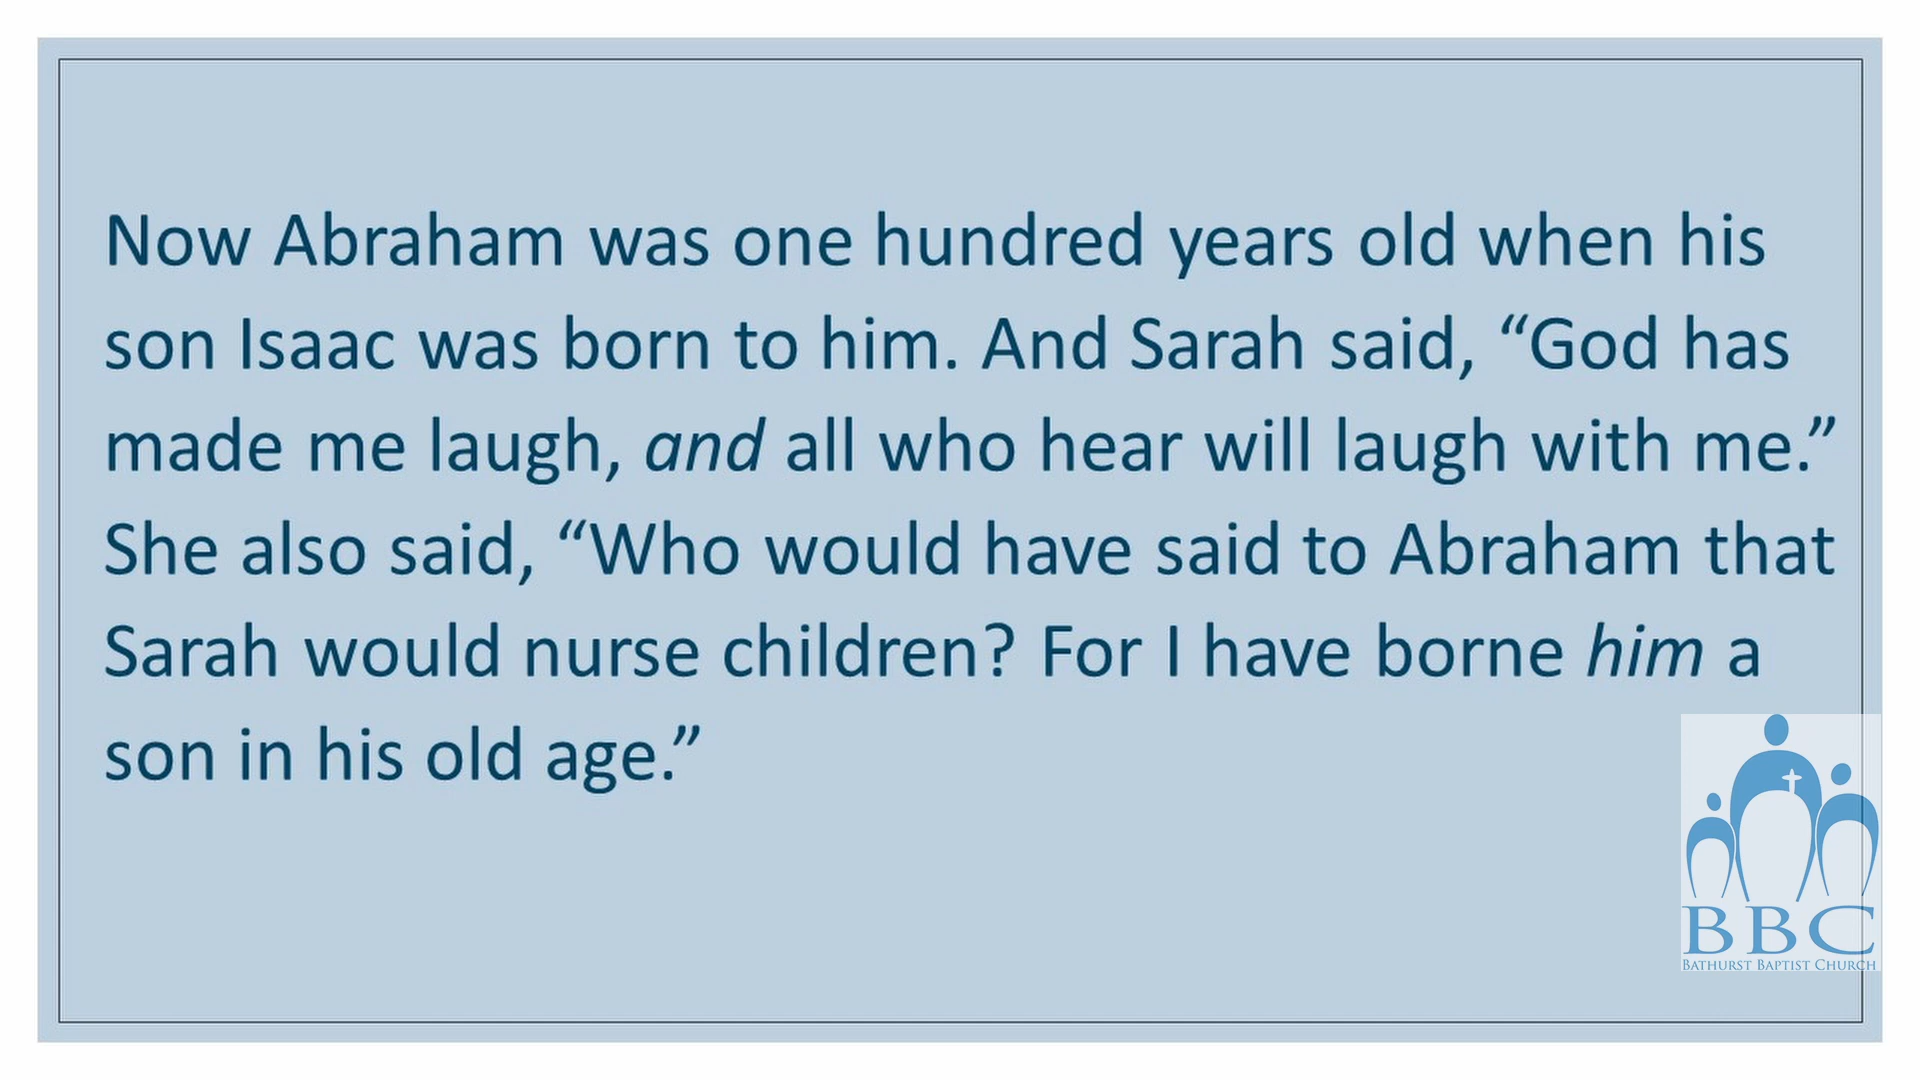 Now Abraham was one hundred years old when his
son Isaac was born to him. And Sarah said, “God has
made me laugh, and all who hear will laugh with me.”
She also said, “Who would have said to Abraham that
Sarah would nurse children? For I have borne him a
son in his old age.”
BBC
BATHURST BAPTIST CHURCH